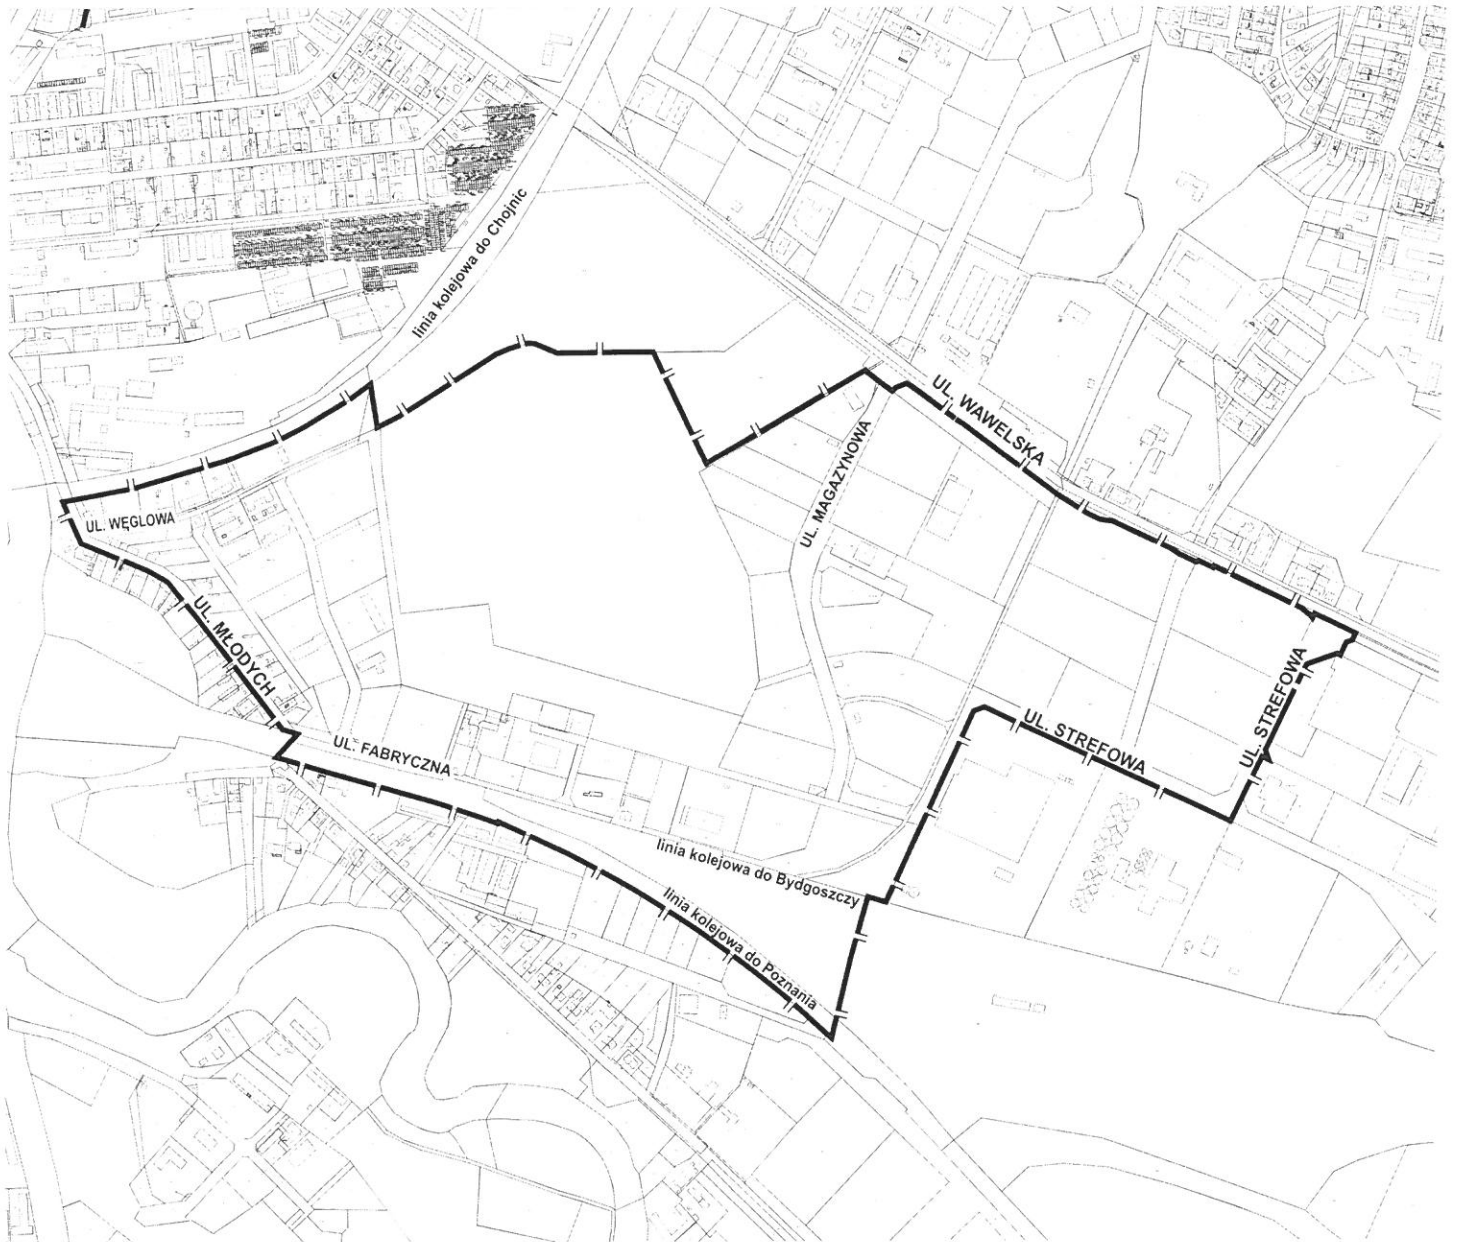 linia kolejowa do Chojnic
UL. WAWELSKA
UL. MAGAZYNOWA
UL. WĘGLOWA
UL. MŁODYCH
UL. STREFOWA
UL. STREFOWA
UL. FABRYCZNA
linia kolejowa do Bydgoszczy
linia kolejowa do Poznania